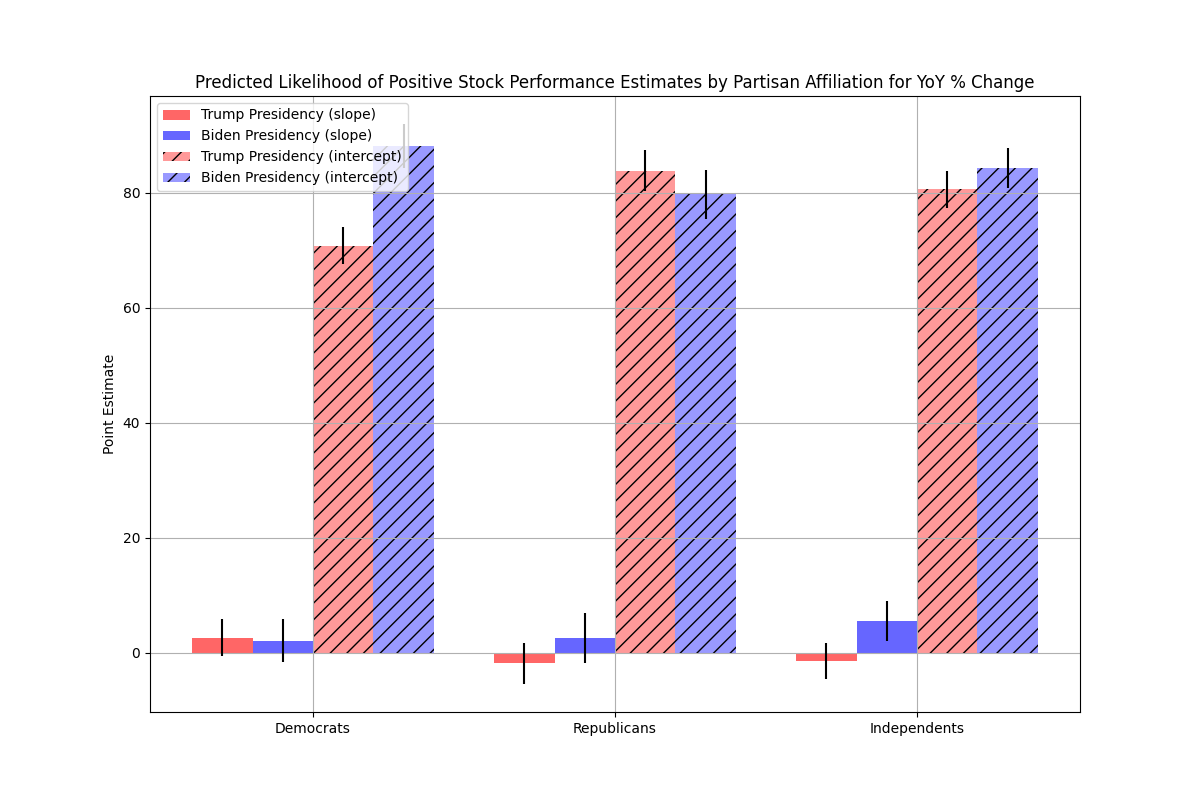 Predicted Likelihood of Positive Stock Performance Estimates by Partisan Affiliation for YoY % Change
Trump Presidency (slope)
Biden Presidency (slope)
Trump Presidency (intercept)
Biden Presidency (intercept)
80
60
40
20
0
Point Estimate
Democrats
Republicans
Independents